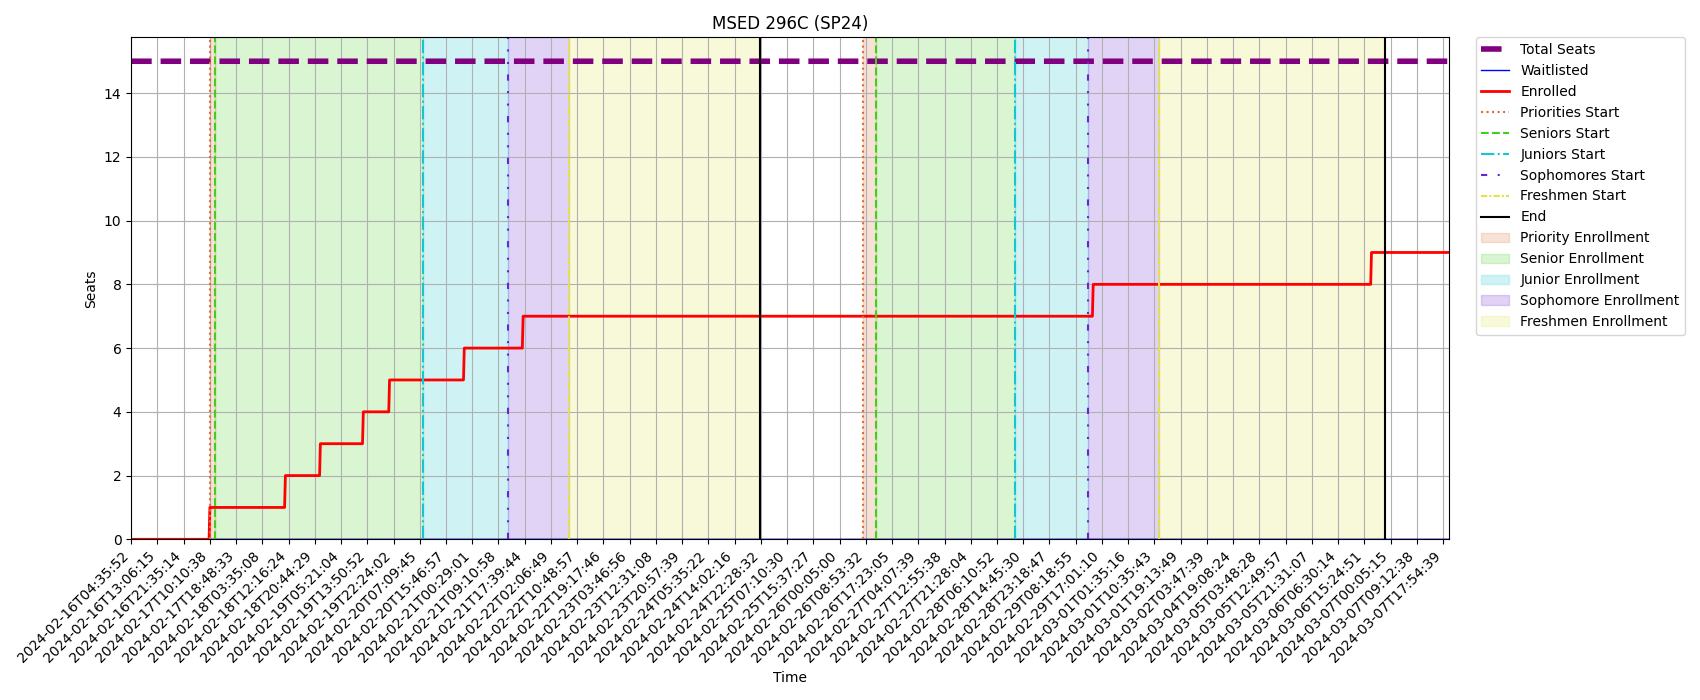 MSED 296C (SP24)
Total Seats
Waitlisted
Enrolled
Priorities Start
Seniors Start
Juniors Start
Sophomores Start
Freshmen Start
End
Priority Enrollment
Senior Enrollment
Junior Enrollment
Sophomore Enrollment
Freshmen Enrollment
Seats
14
12
10
8
6
4
2
0
2024-02-16T04:35:52
2024-02-16T13:06:15
2024-02-16T21:35:14
2024-02-17T10:10:38
2024-02-17T18:48:33
2024-02-18T03:35:08
2024-02-18T12:16:24
2024-02-18T20:44:29
2024-02-19T05:21:04
2024-02-19T13:50:52
2024-02-19T22:24:02
2024-02-20T07:09:45
2024-02-20T15:46:57
2024-02-21T00:29:01
2024-02-21T09:10:58
2024-02-21T17:39:44
2024-02-22T02:06:49
2024-02-22T10:48:57
2024-02-22T19:17:46
2024-02-23T03:46:56
2024-02-23T12:31:08
2024-02-23T20:57:39
2024-02-24T05:35:22
2024-02-24T14:02:16
2024-02-24T22:28:32
2024-02-25T07:10:30
2024-02-25T15:37:27
2024-02-26T00:05:00
2024-02-26T08:53:32
2024-02-26T17:23:05
2024-02-27T04:07:39
2024-02-27T12:55:38
2024-02-27T21:28:04
2024-02-28T06:10:52
2024-02-28T14:45:30
2024-02-28T23:18:47
2024-02-29T08:18:55
2024-02-29T17:01:10
2024-03-01T01:35:16
2024-03-01T10:35:43
2024-03-01T19:13:49
2024-03-02T03:47:39
2024-03-04T19:08:24
2024-03-05T03:48:28
2024-03-05T12:49:57
2024-03-05T21:31:07
2024-03-06T06:30:14
2024-03-06T15:24:51
2024-03-07T00:05:15
2024-03-07T09:12:38
2024-03-07T17:54:39
Time